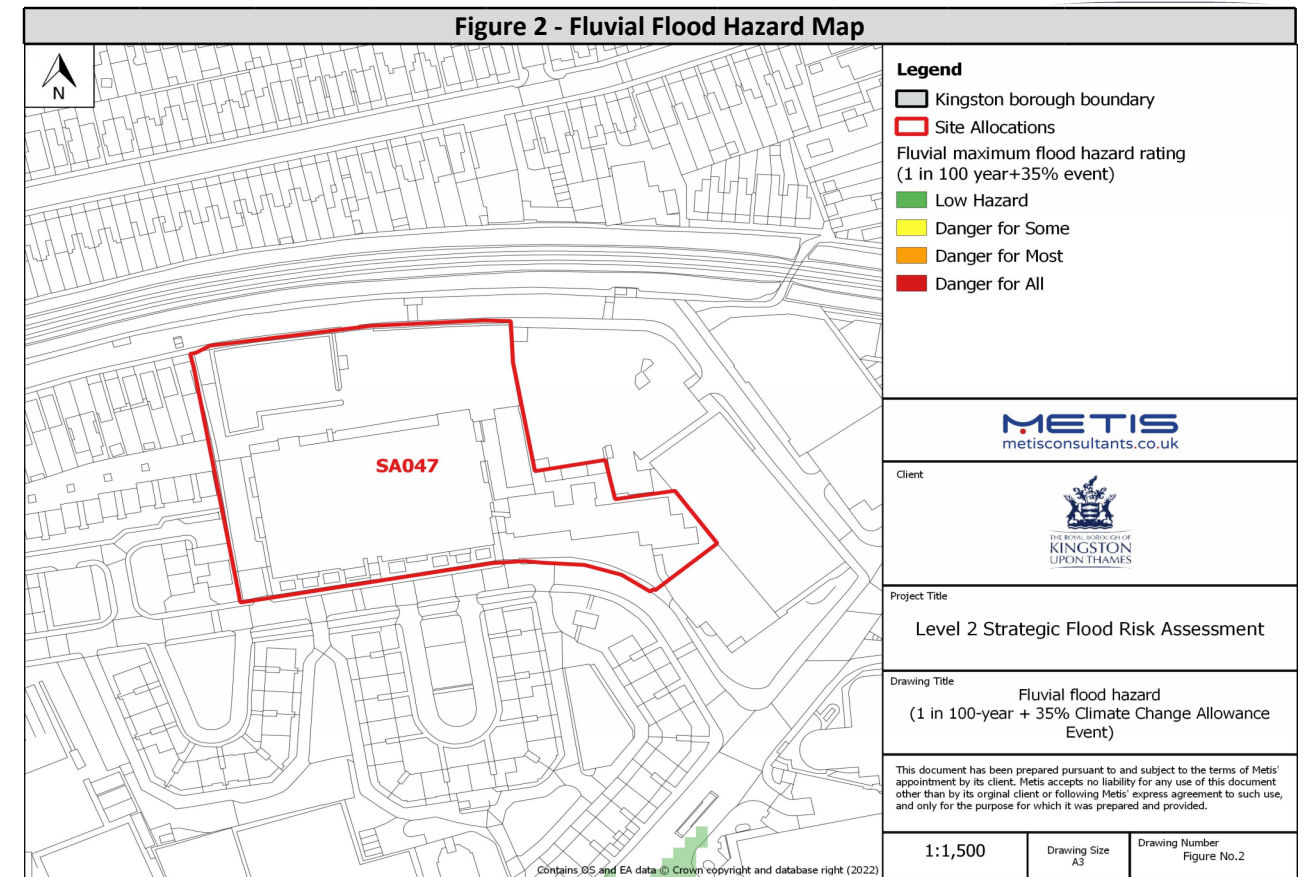 Figure 2 - Fluvial Flood Hazard Map
N
SA047
Contains OS and EA data © Crown copyright and database right (2022)
Legend
Kingston borough boundary
Site Allocations
Fluvial maximum flood hazard rating
(1 in 100 year+35% event)
Low Hazard
Danger for Some
Danger for Most
Danger for All
METIS
metisconsultants.co.uk
Client
THE ROYAL BOROUGH OF
KINGSTON
UPON THAMES
Project Title
Level 2 Strategic Flood Risk Assessment
Drawing Title
Fluvial flood hazard
(1 in 100-year + 35% Climate Change Allowance
Event)
This document has been prepared pursuant to and subject to the terms of Metis'
appointment by its client. Metis accepts no liability for any use of this document
other than by its orginal client or following Metis' express agreement to such use,
and only for the purpose for which it was prepared and provided.
1:1,500
Drawing Size
A3
Drawing Number
Figure No.2